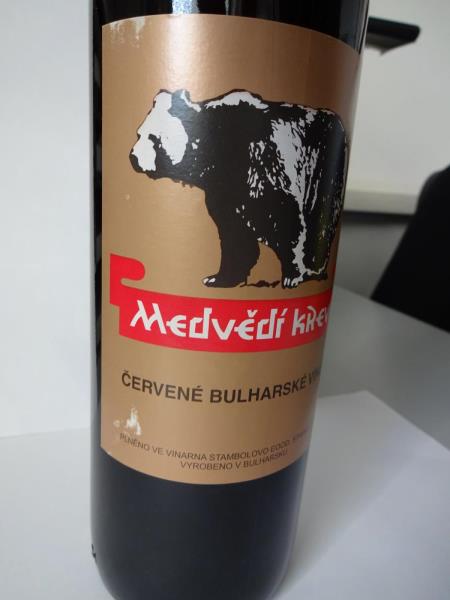 Medvědí krev
ČERVENÉ BULHARSKÉ
PLNĚNO VE VINARNA STAMBOLOVO EOOD,
VYROBENO V BULHARSKU